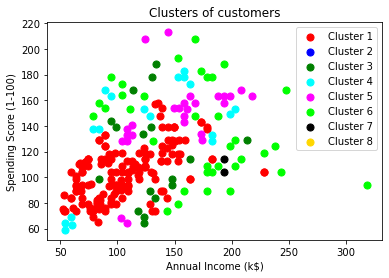 Clusters of customers
Spending Score (1-100)
220
200
180
160
140
120
100
80
60
Cluster 1
Cluster 2
Cluster 3
Cluster 4
Cluster 5
Cluster 6
Cluster 7
Cluster 8
50 100 150 200 250 300
Annual Income (k$)